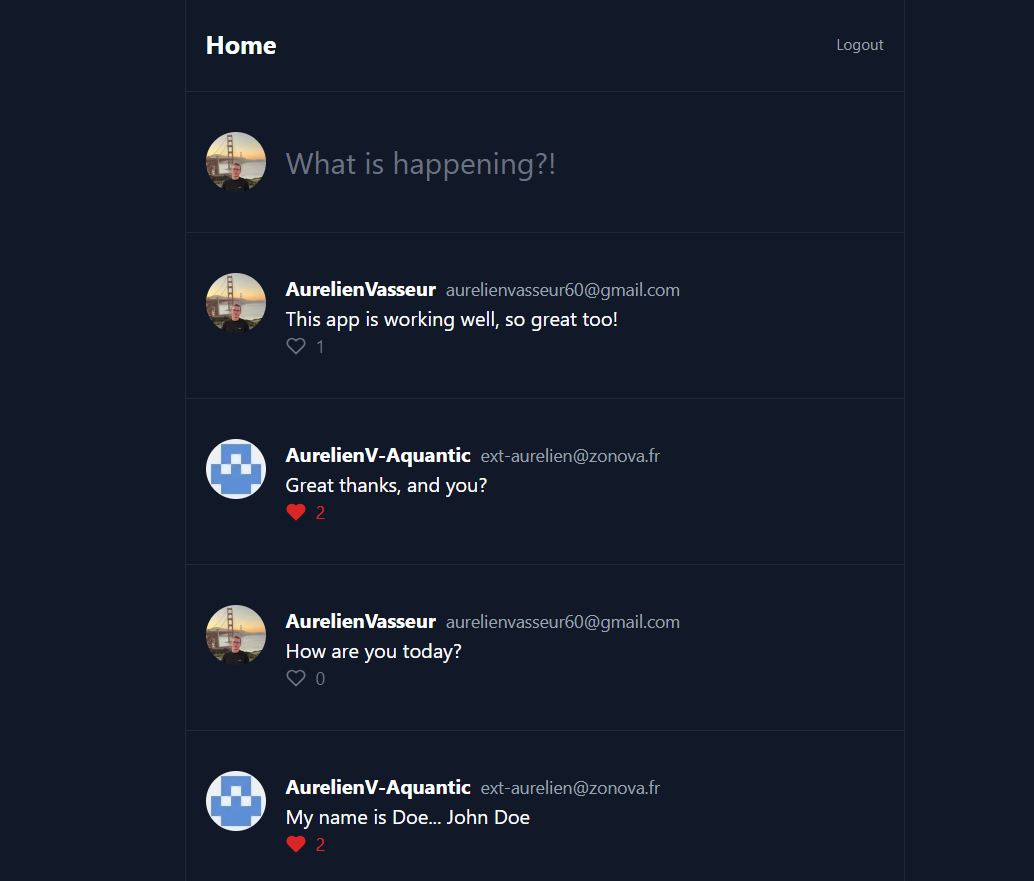 Home
Logout
What is happening?!
AurelienVasseur aurelienvasseur60@gmail.com
This app is working well, so great too!
1
AurelienV-Aquantic ext-aurelien@zonova.fr
Great thanks, and you?
2
AurelienVasseur aurelienvasseur60@gmail.com
How are you today?
0
AurelienV-Aquantic ext-aurelien@zonova.fr
My name is Doe... John Doe
2